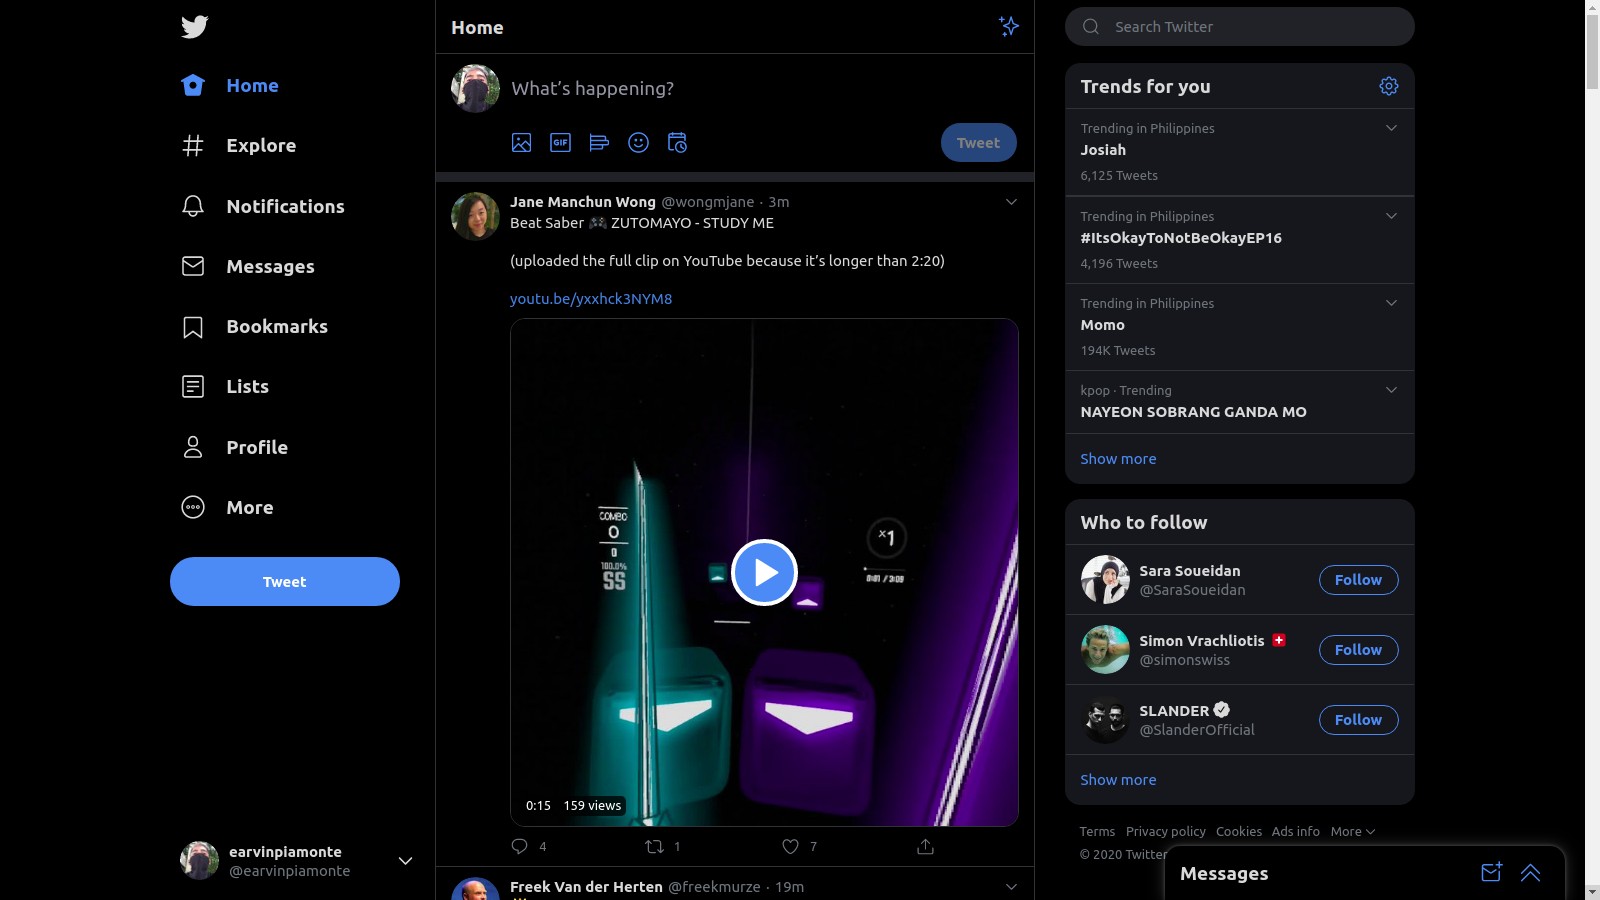 Home
Explore
Notifications
Messages
Bookmarks
Lists
Profile
More
Tweet
earvinpiamonte
@earvinpiamonte
Home
What's happening?
GIF
Tweet
Jane Manchun Wong @wongmjane · 3m
Beat Saber 🎮 ZUTOMAYO - STUDY ME
(uploaded the full clip on YouTube because it's longer than 2:20)
youtu.be/yxxhck3NYM8
COMBO
0
0
100.0%
SS
x1
0:01 / 3:09
0:15 159 views
4 1 7
Freek Van der Herten @freekmurze · 19m
Search Twitter
Trends for you
Trending in Philippines
Josiah
6,125 Tweets
Trending in Philippines
#ItsOkayToNotBeOkayEP16
4,196 Tweets
Trending in Philippines
Momo
194K Tweets
kpop · Trending
NAYEON SOBRANG GANDA MO
Show more
Who to follow
Sara Soueidan
@SaraSoueidan
Follow
Simon Vrachliotis 🇨🇭
@simonswiss
Follow
SLANDER
@SlanderOfficial
Follow
Show more
Terms Privacy policy Cookies Ads info More
© 2020 Twitter
Messages